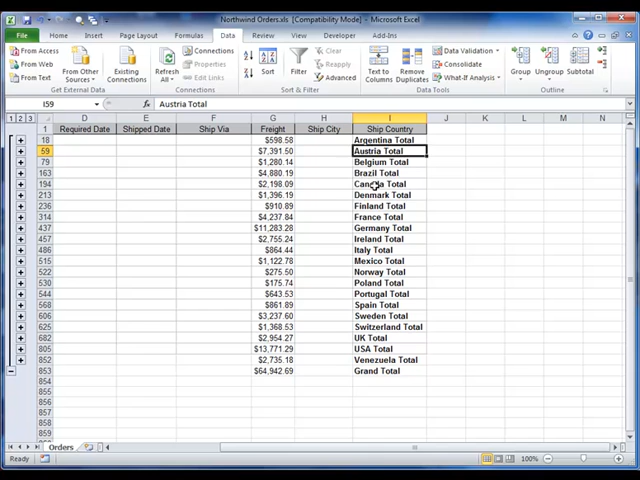 Northwind Orders.xls [Compatibility Mode] - Microsoft Excel
File Home Insert Page Layout Formulas Data Review View Developer Add-Ins
From Access
From Web
From Text
From Other Sources
Existing Connections
Get External Data
Refresh All
Connections
Properties
Edit Links
Connections
Sort
Filter
Clear
Reapply
Advanced
Sort & Filter
Text to Columns
Remove Duplicates
Data Validation
Consolidate
What-If Analysis
Data Tools
Group
Ungroup
Subtotal
Outline
I59 fx Austria Total
1 2 3 D E F G H I J K L M N
1 Required Date Shipped Date Ship Via Freight Ship City Ship Country
18 $598.58 Argentina Total
59 $7,391.50 Austria Total
79 $1,280.14 Belgium Total
163 $4,880.19 Brazil Total
194 $2,198.09 Canada Total
213 $1,396.19 Denmark Total
236 $910.89 Finland Total
314 $4,237.84 France Total
437 $11,283.28 Germany Total
457 $2,755.24 Ireland Total
486 $864.44 Italy Total
515 $1,122.78 Mexico Total
522 $275.50 Norway Total
530 $175.74 Poland Total
544 $643.53 Portugal Total
568 $861.89 Spain Total
606 $3,237.60 Sweden Total
625 $1,368.53 Switzerland Total
682 $2,954.27 UK Total
805 $13,771.29 USA Total
852 $2,735.18 Venezuela Total
853 $64,942.69 Grand Total
854
855
856
857
858
859
Orders
Ready 100%